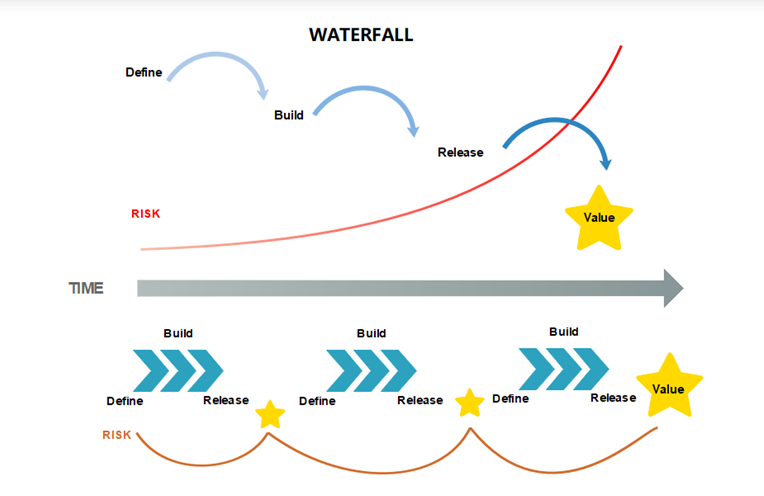 WATERFALL
Define
Build
Release
RISK
Value
TIME
Build
Build
Build
Define
Release
Define
Release
Define
Release
Value
RISK